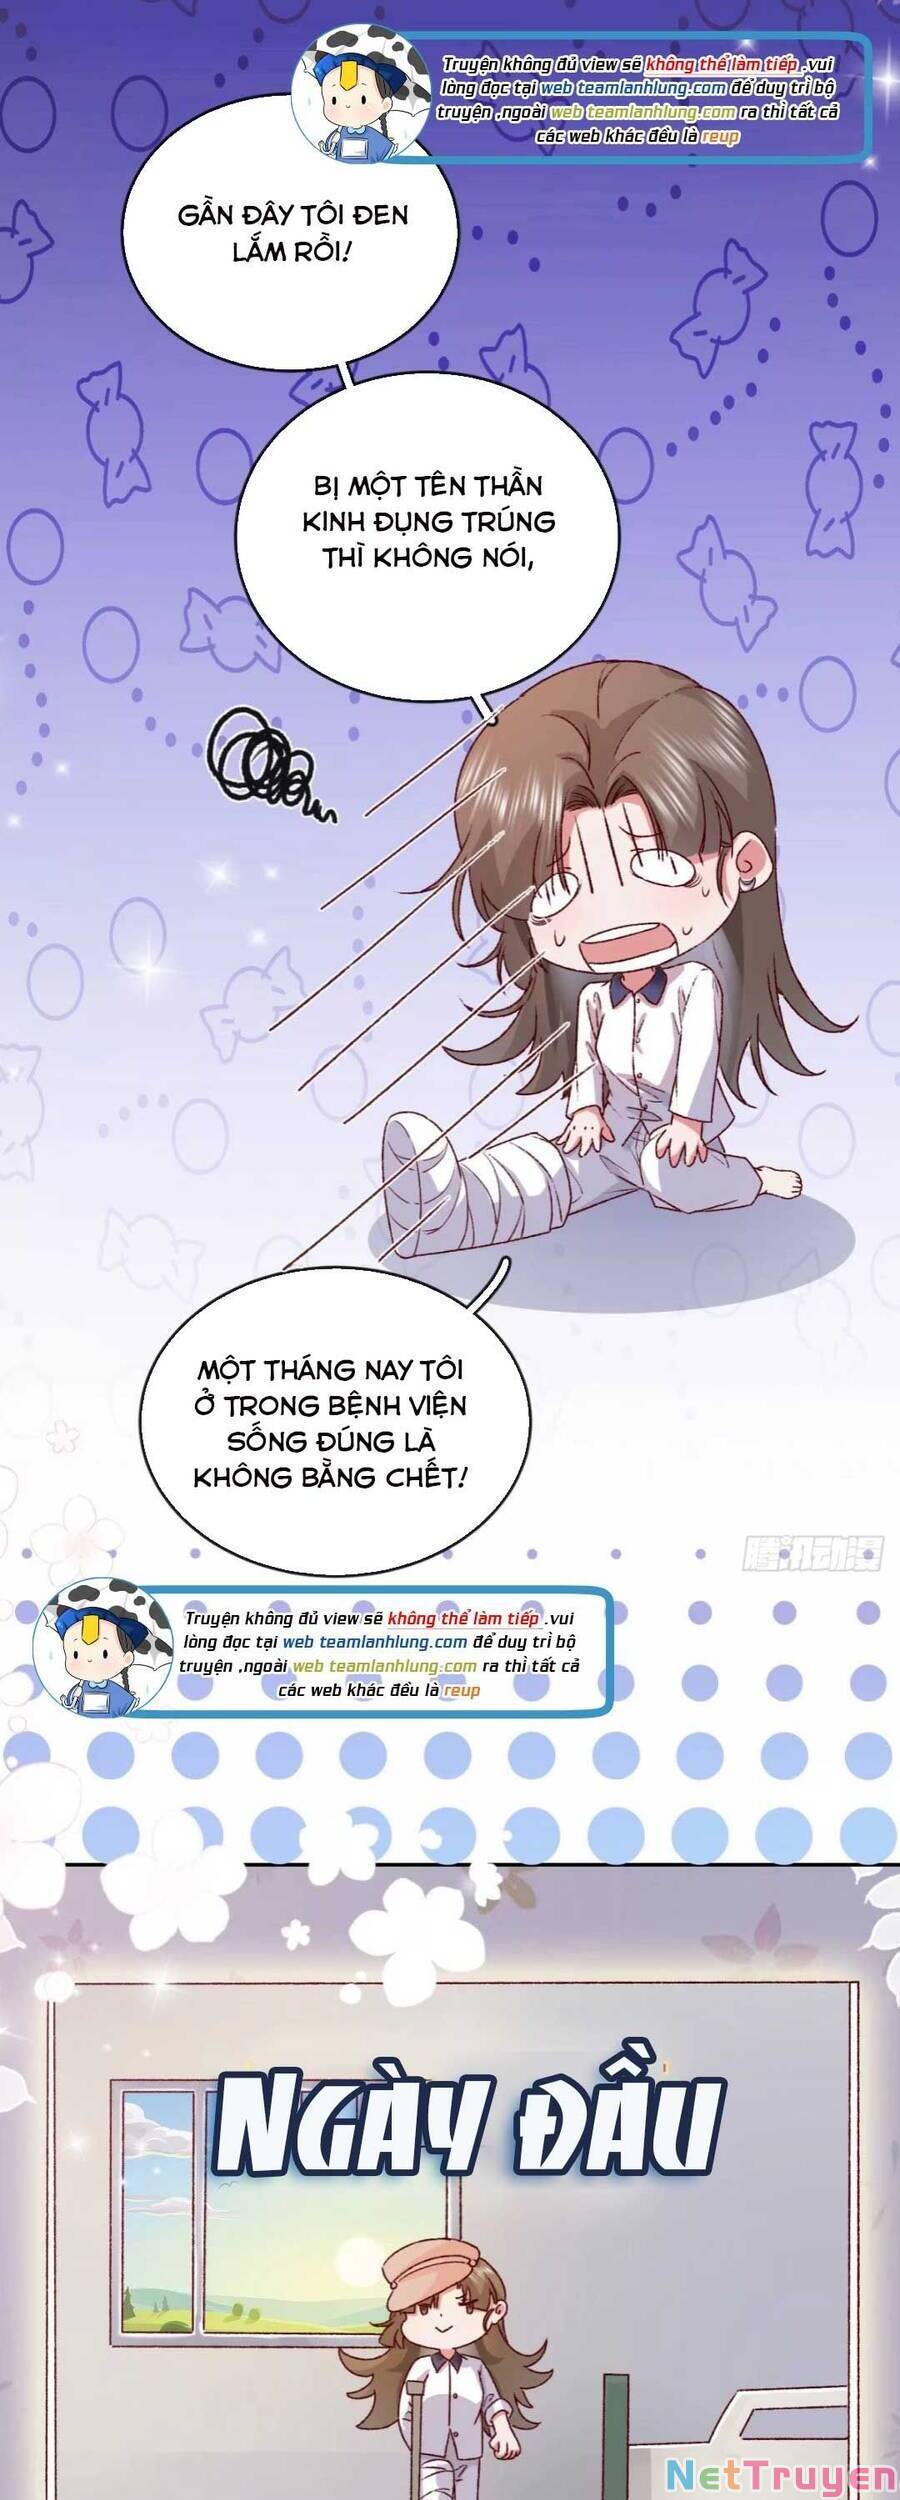 Truyện không đủ view sẽ không thể làm tiếp .vui
lòng đọc tại web teamlanhlung.com để duy trì bộ
truyện ,ngoài web teamlanhlung.com ra thì tất cả
các web khác đều là reup
GẦN ĐÂY TÔI ĐEN
LẮM RỒI!
BỊ MỘT TÊN THẦN
KINH ĐỤNG TRÚNG
THÌ KHÔNG NÓI,
MỘT THÁNG NAY TÔI
Ở TRONG BỆNH VIỆN
SỐNG ĐÚNG LÀ
KHÔNG BẰNG CHẾT!
腾讯动漫
Truyện không đủ view sẽ không thể làm tiếp .vui
lòng đọc tại web teamlanhlung.com để duy trì bộ
truyện ,ngoài web teamlanhlung.com ra thì tất cả
các web khác đều là reup
NGÀY ĐẦU
NetTruyen